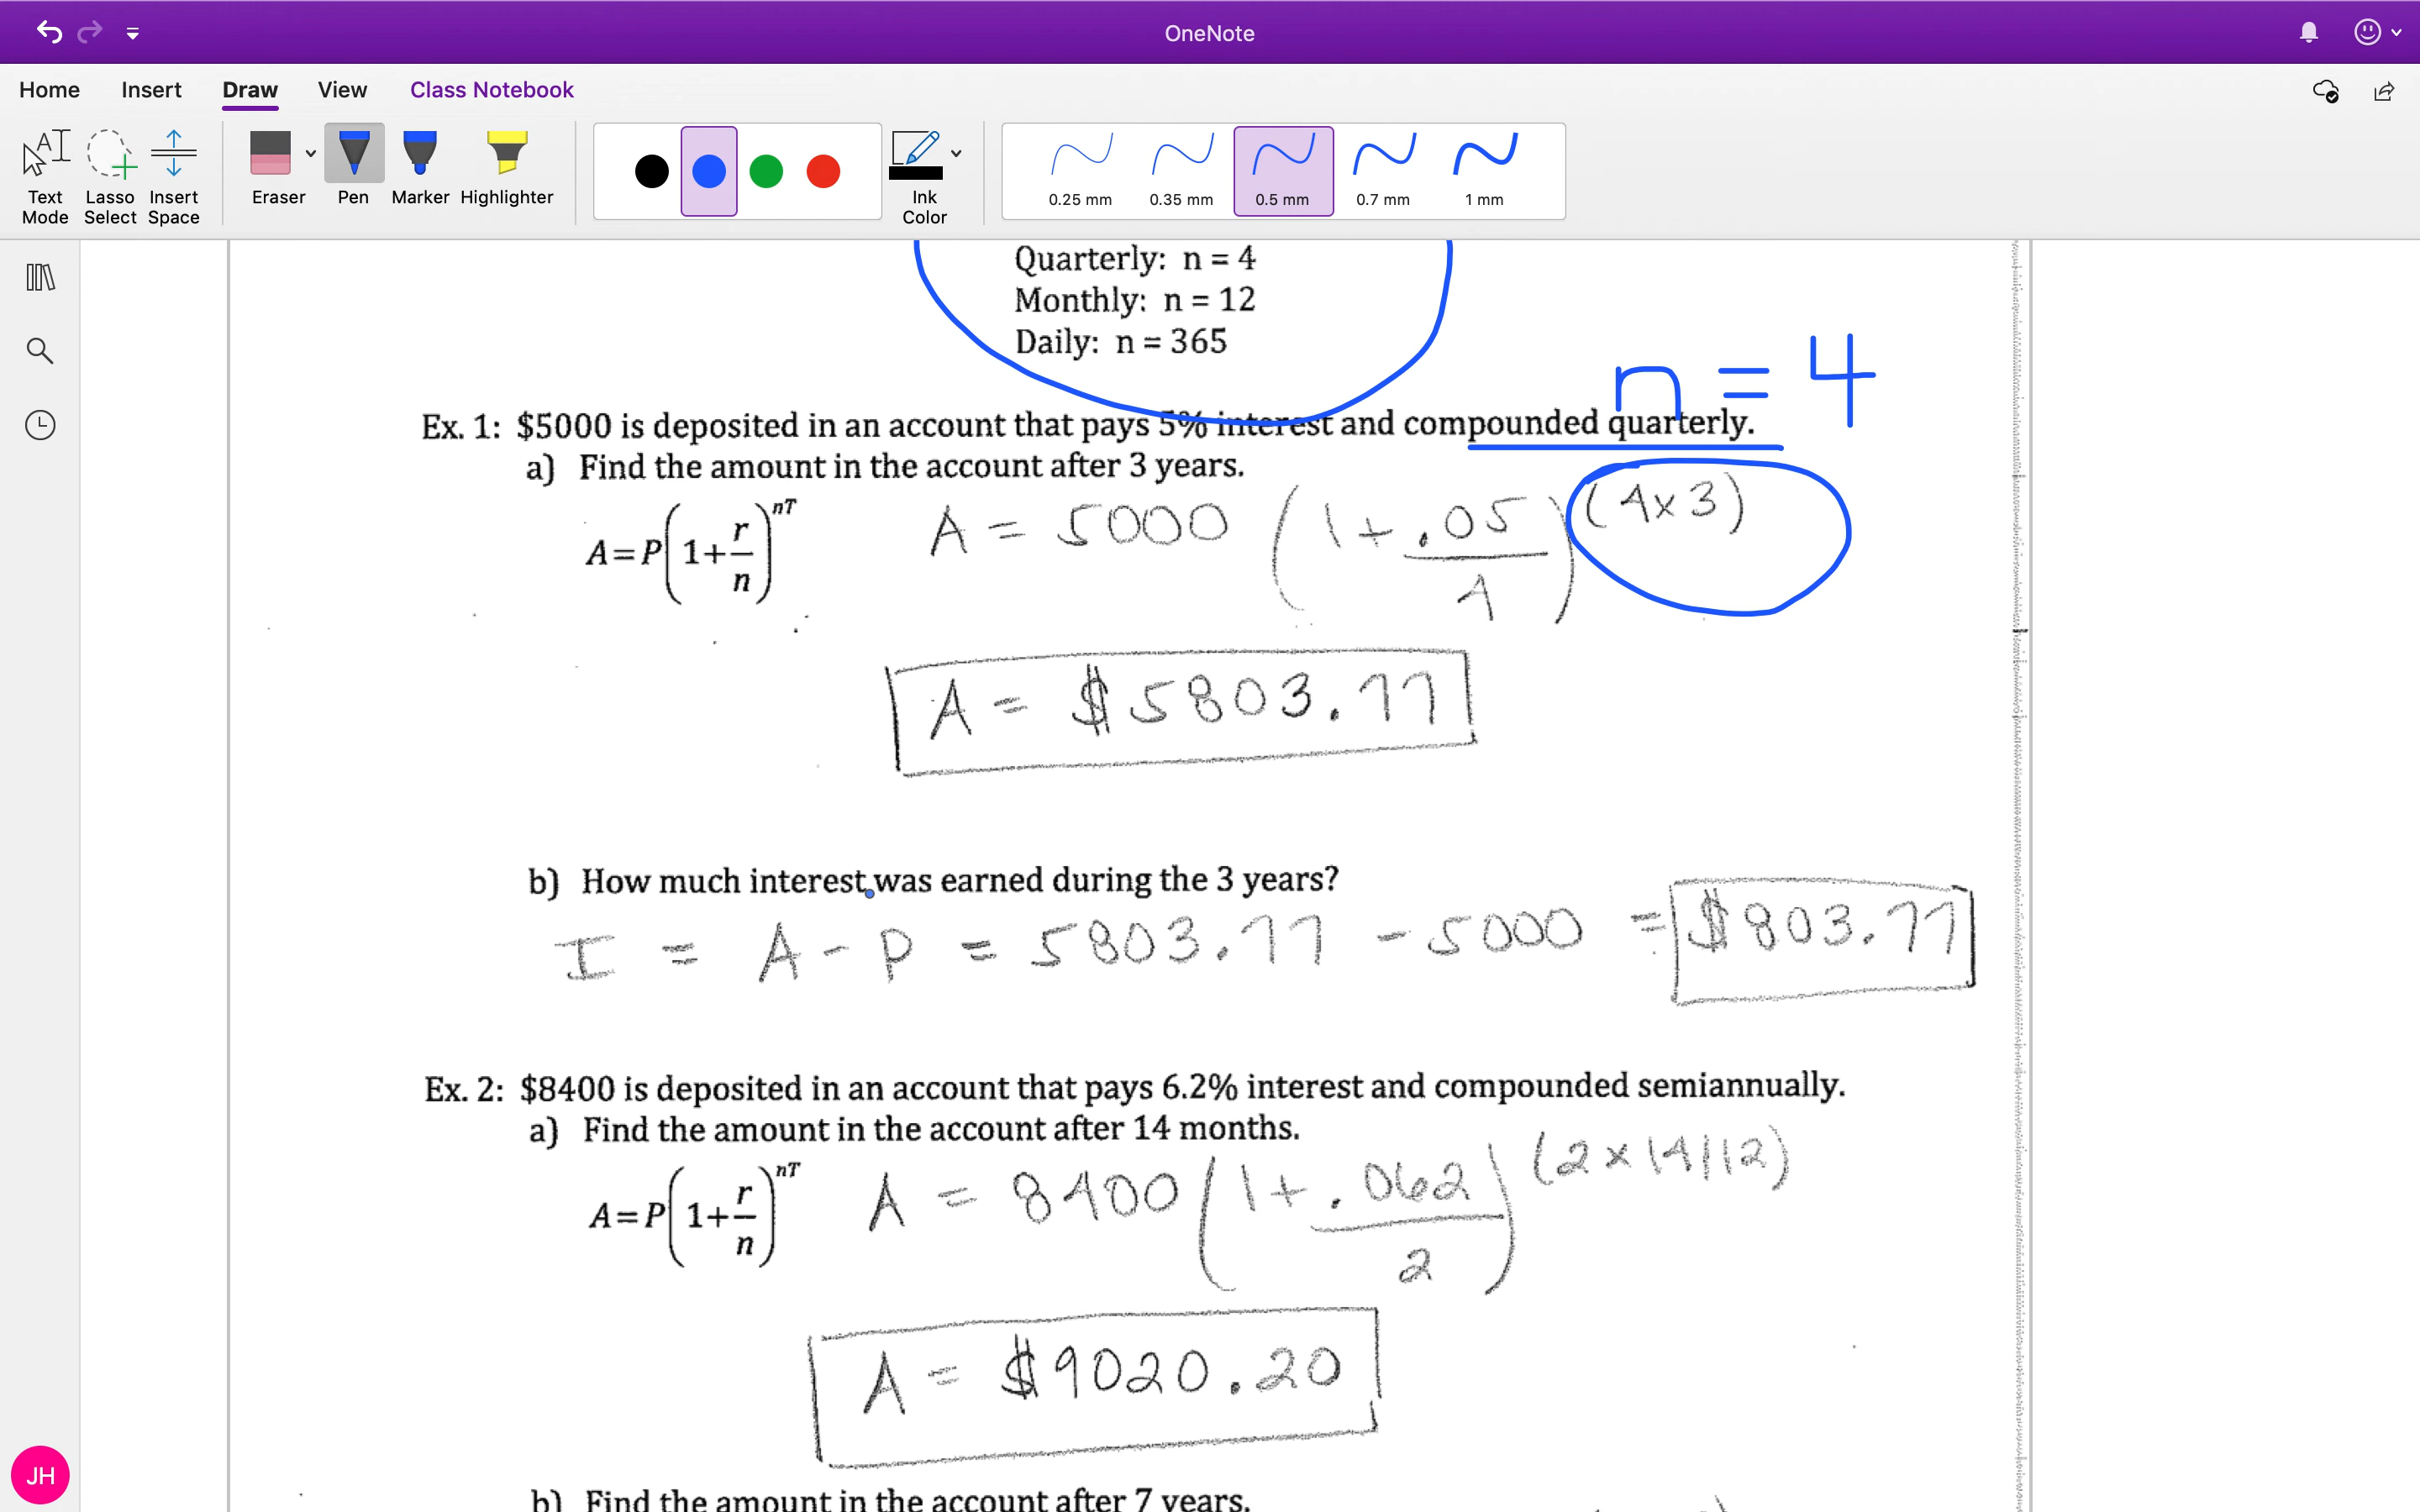 OneNote
Home Insert Draw View Class Notebook
Text Mode Lasso Select Insert Space Eraser Pen Marker Highlighter Ink Color 0.25 mm 0.35 mm 0.5 mm 0.7 mm 1 mm
Quarterly: n = 4
Monthly: n = 12
Daily: n = 365
n = 4
Ex. 1: $5000 is deposited in an account that pays 5% interest and compounded quarterly.
a) Find the amount in the account after 3 years.
A=P(1+r/n)^nT A = 5000 (1+.05/4)^(4x3)
A = $5803.77
b) How much interest was earned during the 3 years?
I = A - P = 5803.77 - 5000 = $803.77
Ex. 2: $8400 is deposited in an account that pays 6.2% interest and compounded semiannually.
a) Find the amount in the account after 14 months.
A=P(1+r/n)^nT A = 8400(1+.062/2)^(2x14/12)
A = $9020.20
JH
b) Find the amount in the account after 7 years.